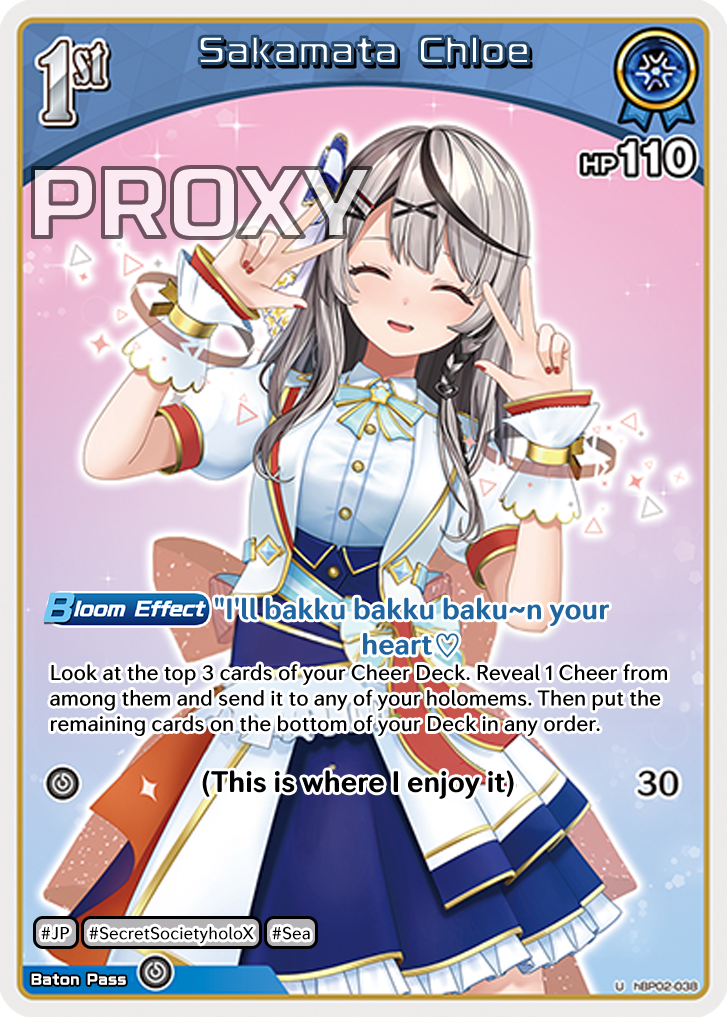 1st
Sakamata Chloe
HP110
PROXY
Bloom Effect "I'll bakku bakku baku~n your
heart♡
Look at the top 3 cards of your Cheer Deck. Reveal 1 Cheer from
among them and send it to any of your holomems. Then put the
remaining cards on the bottom of your Deck in any order.
(This is where I enjoy it) 30
#JP #SecretSocietyholoX #Sea
Baton Pass
U hBP02-038